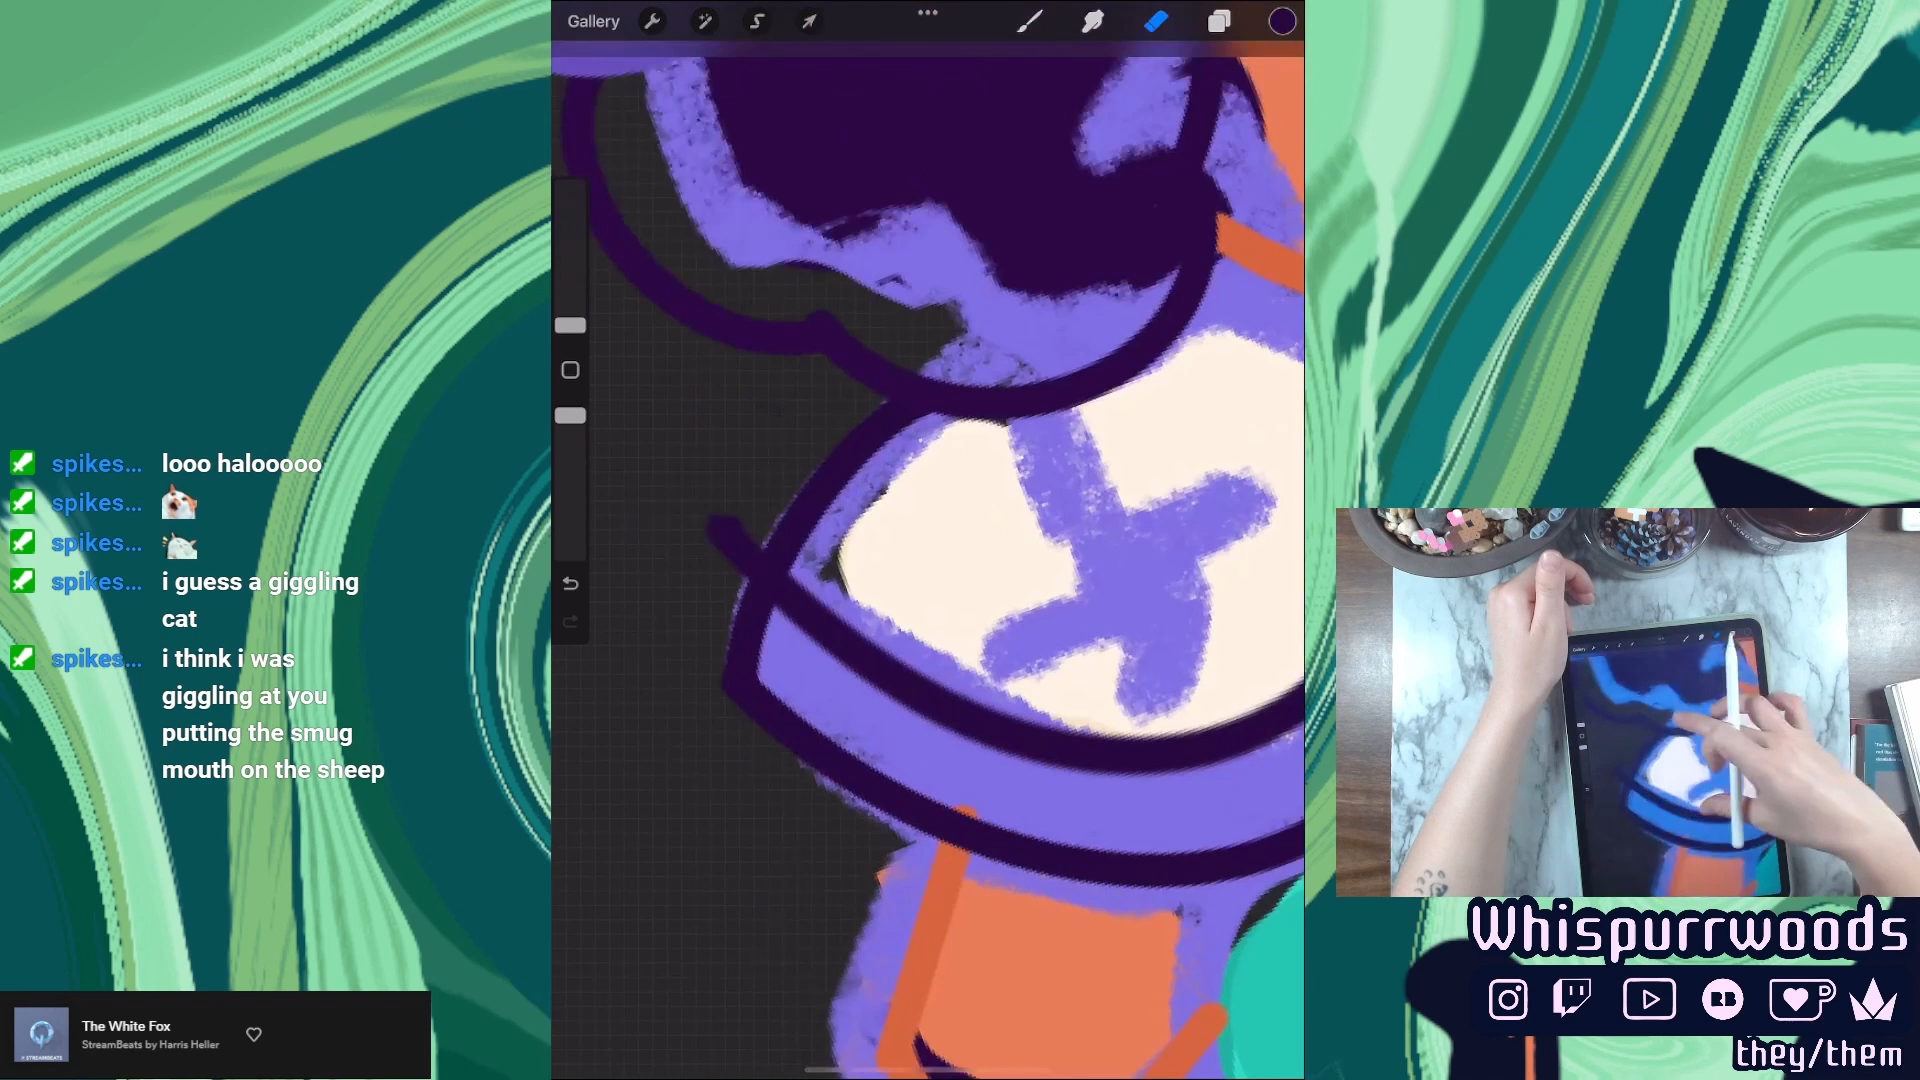 Gallery
spikes... looo halooooo
spikes...
spikes...
spikes... i guess a giggling
cat
spikes... i think i was
giggling at you
putting the smug
mouth on the sheep
The White Fox
StreamBeats by Harris Heller
Whispurrwoods
they/them